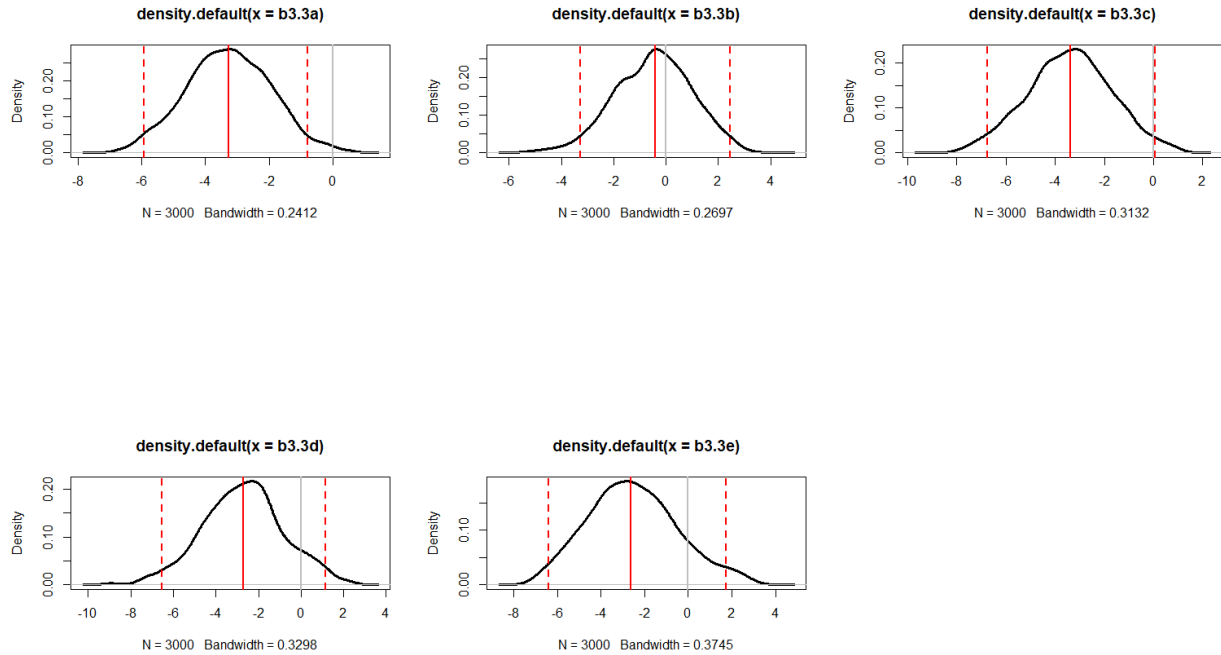 density.default(x = b3.3a)
Density
0.00 0.10 0.20
-8 -6 -4 -2 0
N = 3000 Bandwidth = 0.2412
density.default(x = b3.3b)
Density
0.00 0.10 0.20
-6 -4 -2 0 2 4
N = 3000 Bandwidth = 0.2697
density.default(x = b3.3c)
Density
0.00 0.10 0.20
-10 -8 -6 -4 -2 0 2
N = 3000 Bandwidth = 0.3132
density.default(x = b3.3d)
Density
0.00 0.10 0.20
-10 -8 -6 -4 -2 0 2 4
N = 3000 Bandwidth = 0.3298
density.default(x = b3.3e)
Density
0.00 0.10
-8 -6 -4 -2 0 2 4
N = 3000 Bandwidth = 0.3745